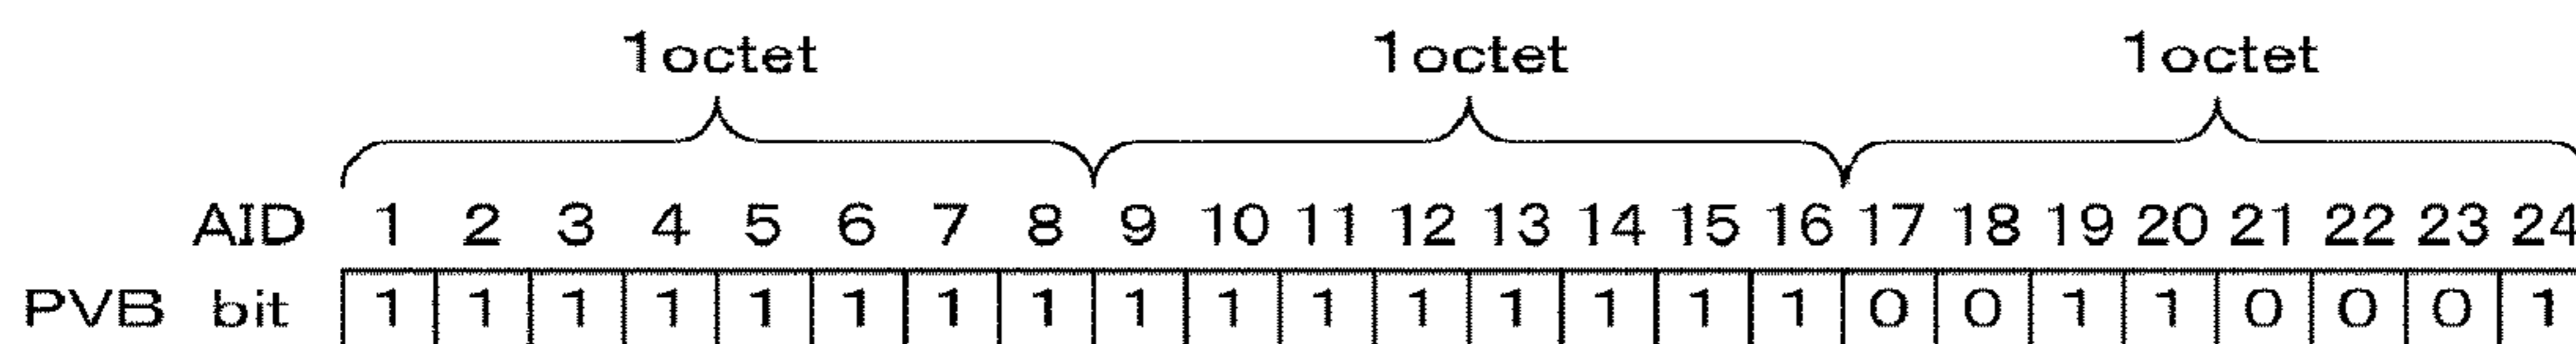 1octet 1octet 1octet
AID 1 2 3 4 5 6 7 8 9 10 11 12 13 14 15 16 17 18 19 20 21 22 23 24
PVB bit 1 1 1 1 1 1 1 1 1 1 1 1 1 1 1 1 0 0 1 1 0 0 0 1